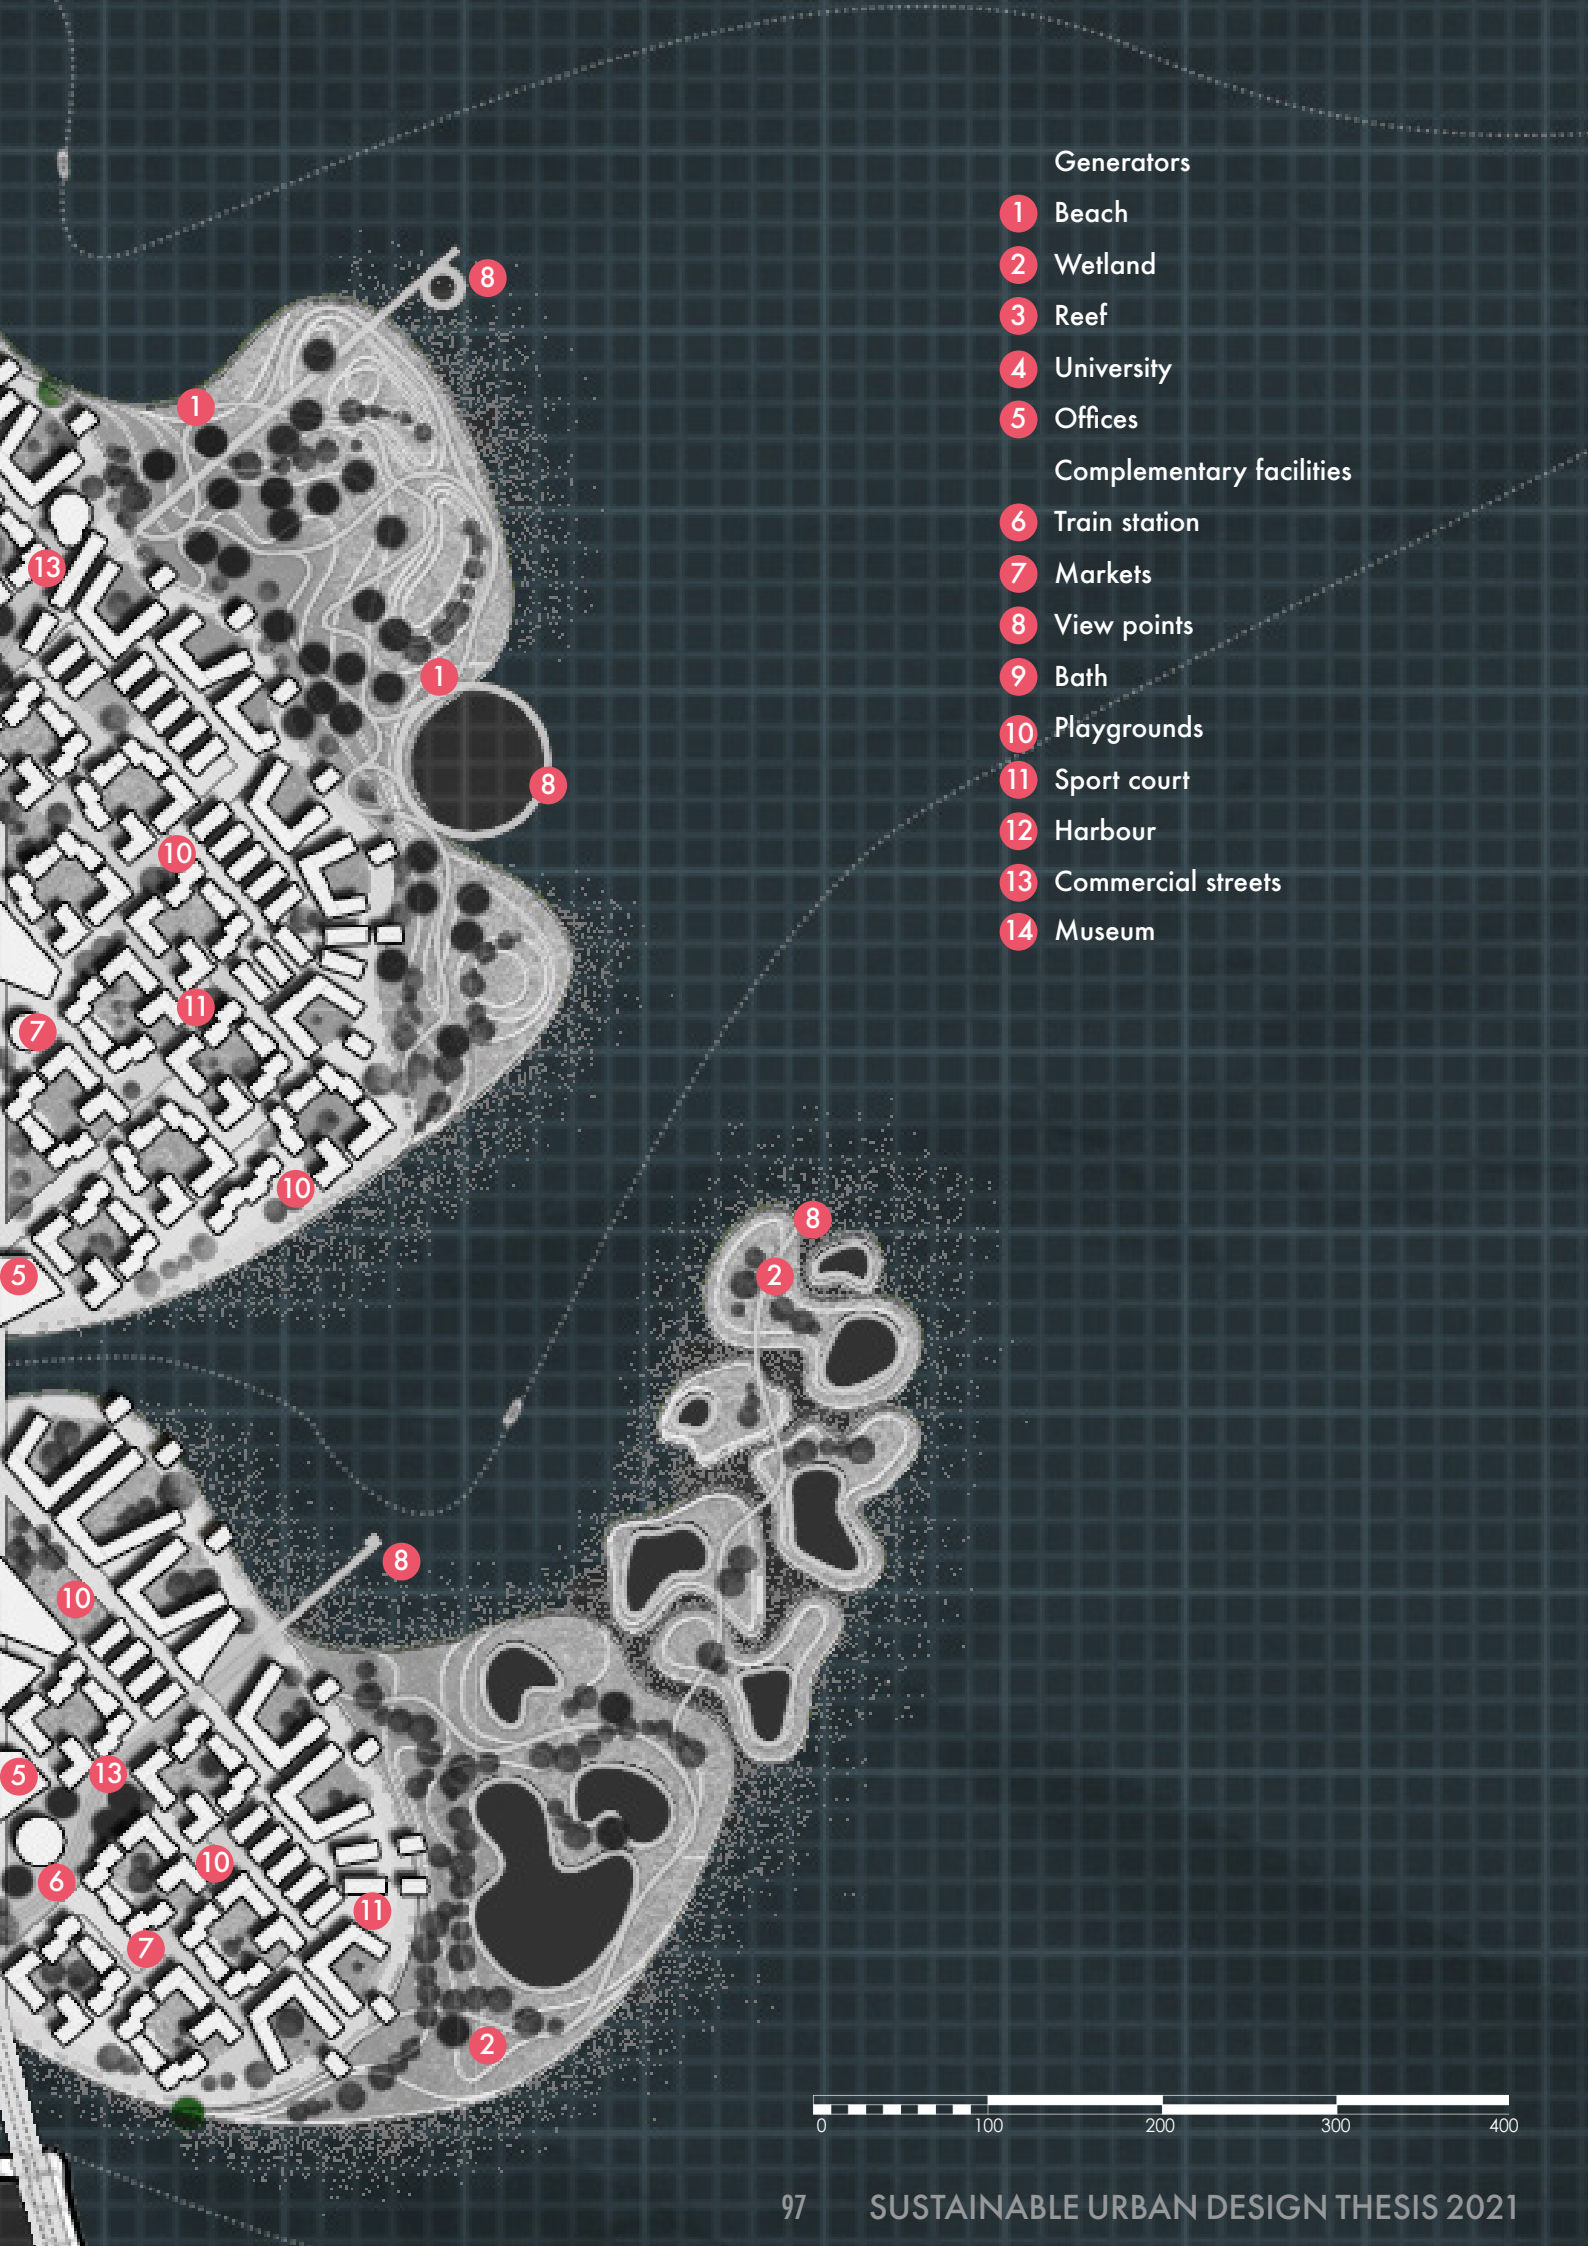 Generators
1 Beach
2 Wetland
3 Reef
4 University
5 Offices
Complementary facilities
6 Train station
7 Markets
8 View points
9 Bath
10 Playgrounds
11 Sport court
12 Harbour
13 Commercial streets
14 Museum
8
1
13
1
8
10
11
7
10
8
5
2
8
10
5
13
10
6
11
7
2
0 100 200 300 400
97 SUSTAINABLE URBAN DESIGN THESIS 2021